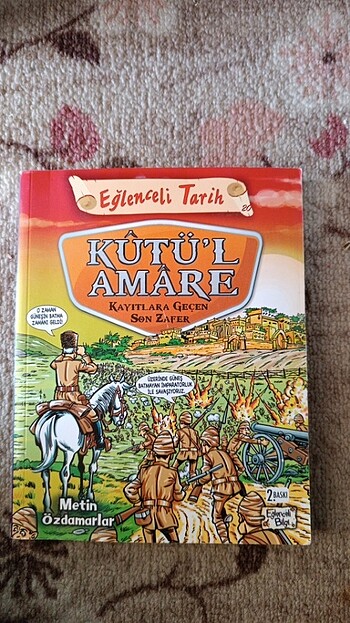 Eğlenceli Tarih
20
KÛTÜ'L
AMÂRE
KAYITLARA GEÇEN
SON ZAFER
O ZAMAN
GÜNEŞİN BATMA
ZAMANI GELDİ!
ÜZERİNDE GÜNEŞ
BATMAYAN İMPARATORLUK
İLE SAVAŞIYORUZ.
Metin
Özdamarlar
2. BASKI
Eğlenceli
Bilgi